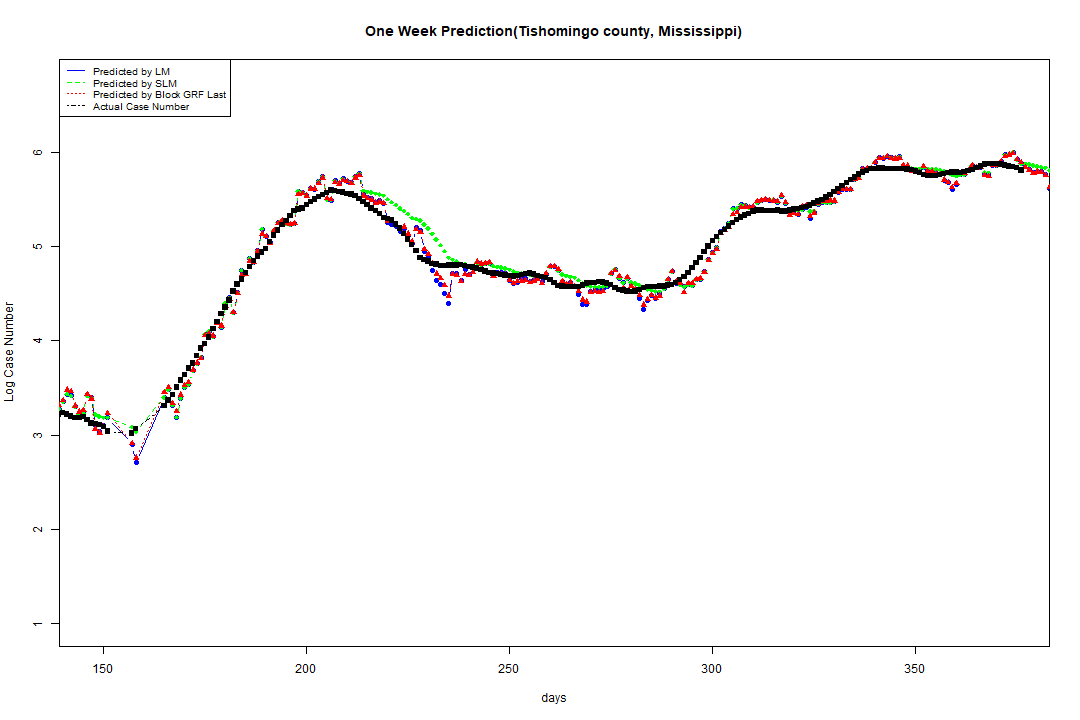 One Week Prediction(Tishomingo county, Mississippi)
Predicted by LM
Predicted by SLM
Predicted by Block GRF Last
Actual Case Number
6
5
4
3
2
1
Log Case Number
150 200 250 300 350
days